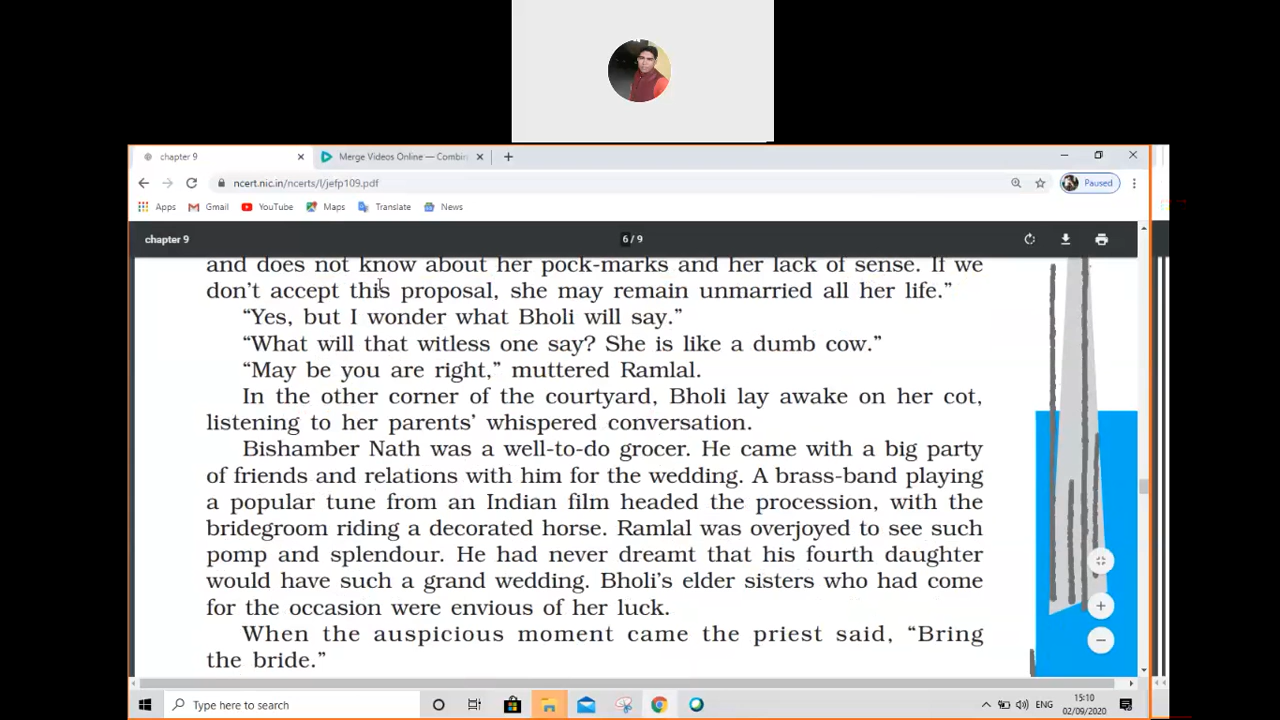 chapter 9
Merge Videos Online — Combin
ncert.nic.in/ncerts/l/jefp109.pdf
Paused
Apps Gmail YouTube Maps Translate News
chapter 9
6 / 9
and does not know about her pock-marks and her lack of sense. If we
don't accept this proposal, she may remain unmarried all her life.”
“Yes, but I wonder what Bholi will say.”
“What will that witless one say? She is like a dumb cow.”
“May be you are right,” muttered Ramlal.
In the other corner of the courtyard, Bholi lay awake on her cot,
listening to her parents’ whispered conversation.
Bishamber Nath was a well-to-do grocer. He came with a big party
of friends and relations with him for the wedding. A brass-band playing
a popular tune from an Indian film headed the procession, with the
bridegroom riding a decorated horse. Ramlal was overjoyed to see such
pomp and splendour. He had never dreamt that his fourth daughter
would have such a grand wedding. Bholi’s elder sisters who had come
for the occasion were envious of her luck.
When the auspicious moment came the priest said, “Bring
the bride.”
Type here to search
ENG
15:10
02/09/2020